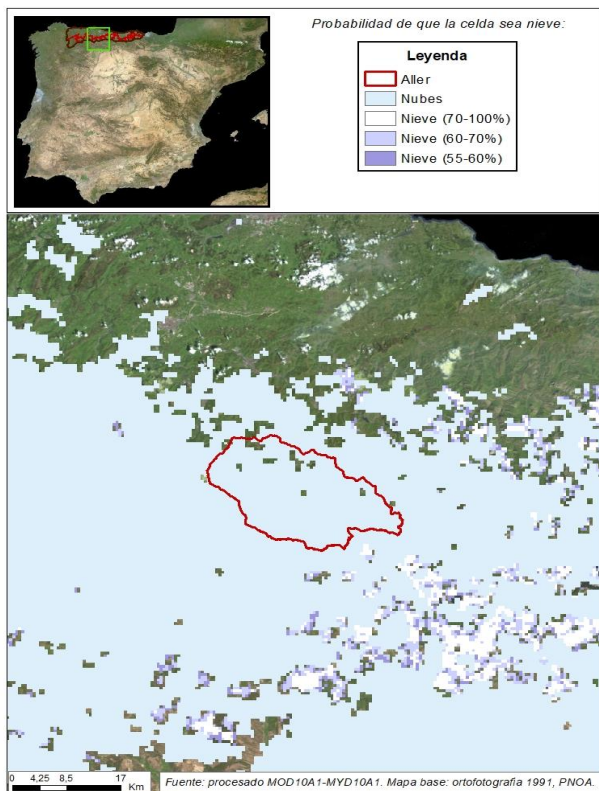 Probabilidad de que la celda sea nieve:
Leyenda
Aller
Nubes
Nieve (70-100%)
Nieve (60-70%)
Nieve (55-60%)
0 4,25 8,5 17
Km
Fuente: procesado MOD10A1-MYD10A1. Mapa base: ortofotografía 1991, PNOA.